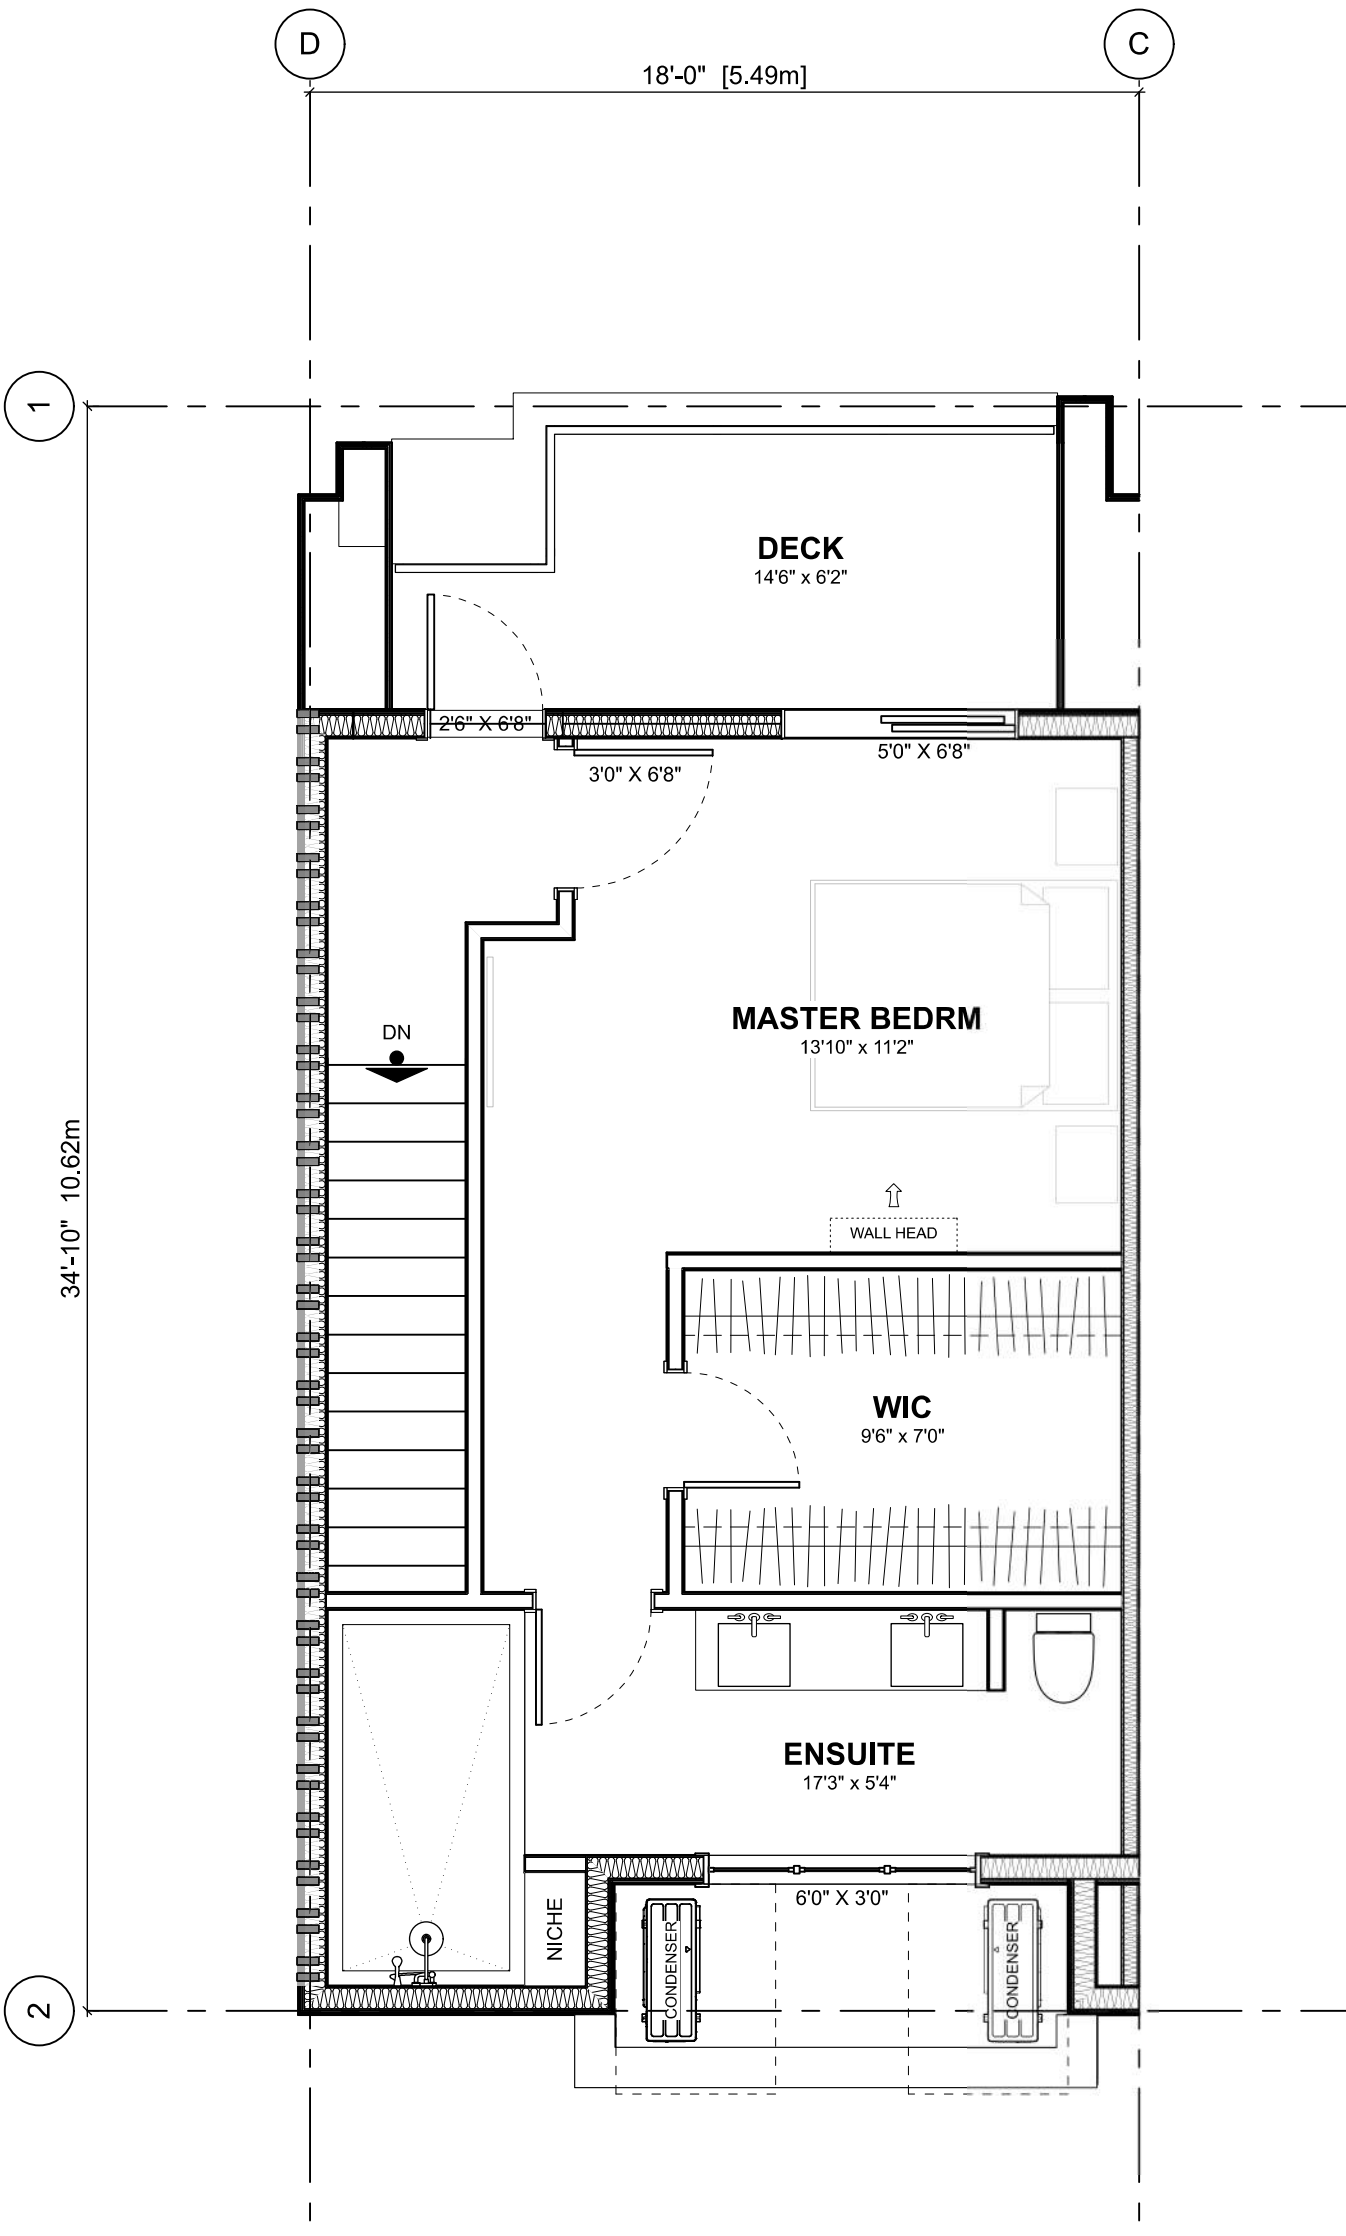 D
C
18'-0" [5.49m]
1
DECK
14'6" x 6'2"
2'6" X 6'8"
3'0" X 6'8"
5'0" X 6'8"
MASTER BEDRM
13'10" x 11'2"
DN
34'-10" 10.62m
WALL HEAD
WIC
9'6" x 7'0"
ENSUITE
17'3" x 5'4"
6'0" X 3'0"
NICHE
CONDENSER
CONDENSER
2